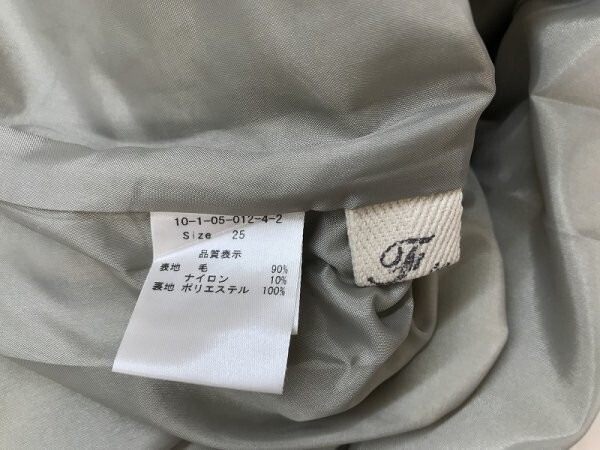 10-1-05-012-4-2
Size 25
品質表示
表地 毛 90%
ナイロン 10%
裏地 ポリエステル 100%